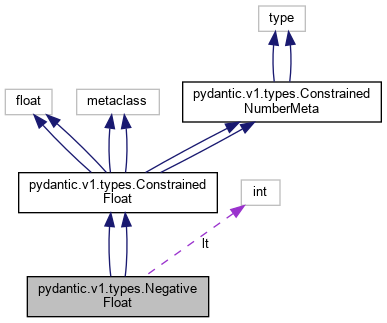 type
float
metaclass
pydantic.v1.types.Constrained
NumberMeta
pydantic.v1.types.Constrained
Float
int
lt
pydantic.v1.types.Negative
Float